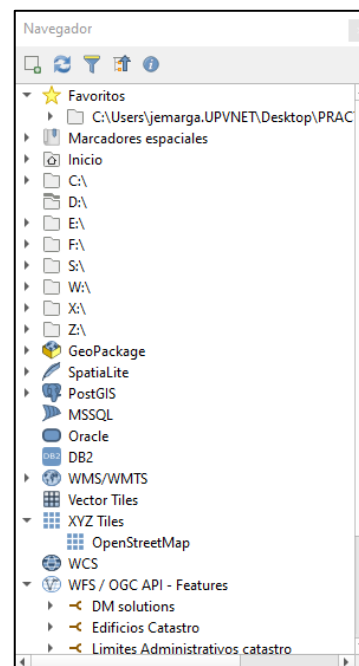 Navegador
Favoritos
C:\Users\jemarga.UPVNET\Desktop\PRAC
Marcadores espaciales
Inicio
C:\
D:\
E:\
F:\
S:\
W:\
X:\
Z:\
GeoPackage
SpatiaLite
PostGIS
MSSQL
Oracle
DB2 DB2
WMS/WMTS
Vector Tiles
XYZ Tiles
OpenStreetMap
WCS
WFS / OGC API - Features
DM solutions
Edificios Catastro
Limites Administrativos catastro